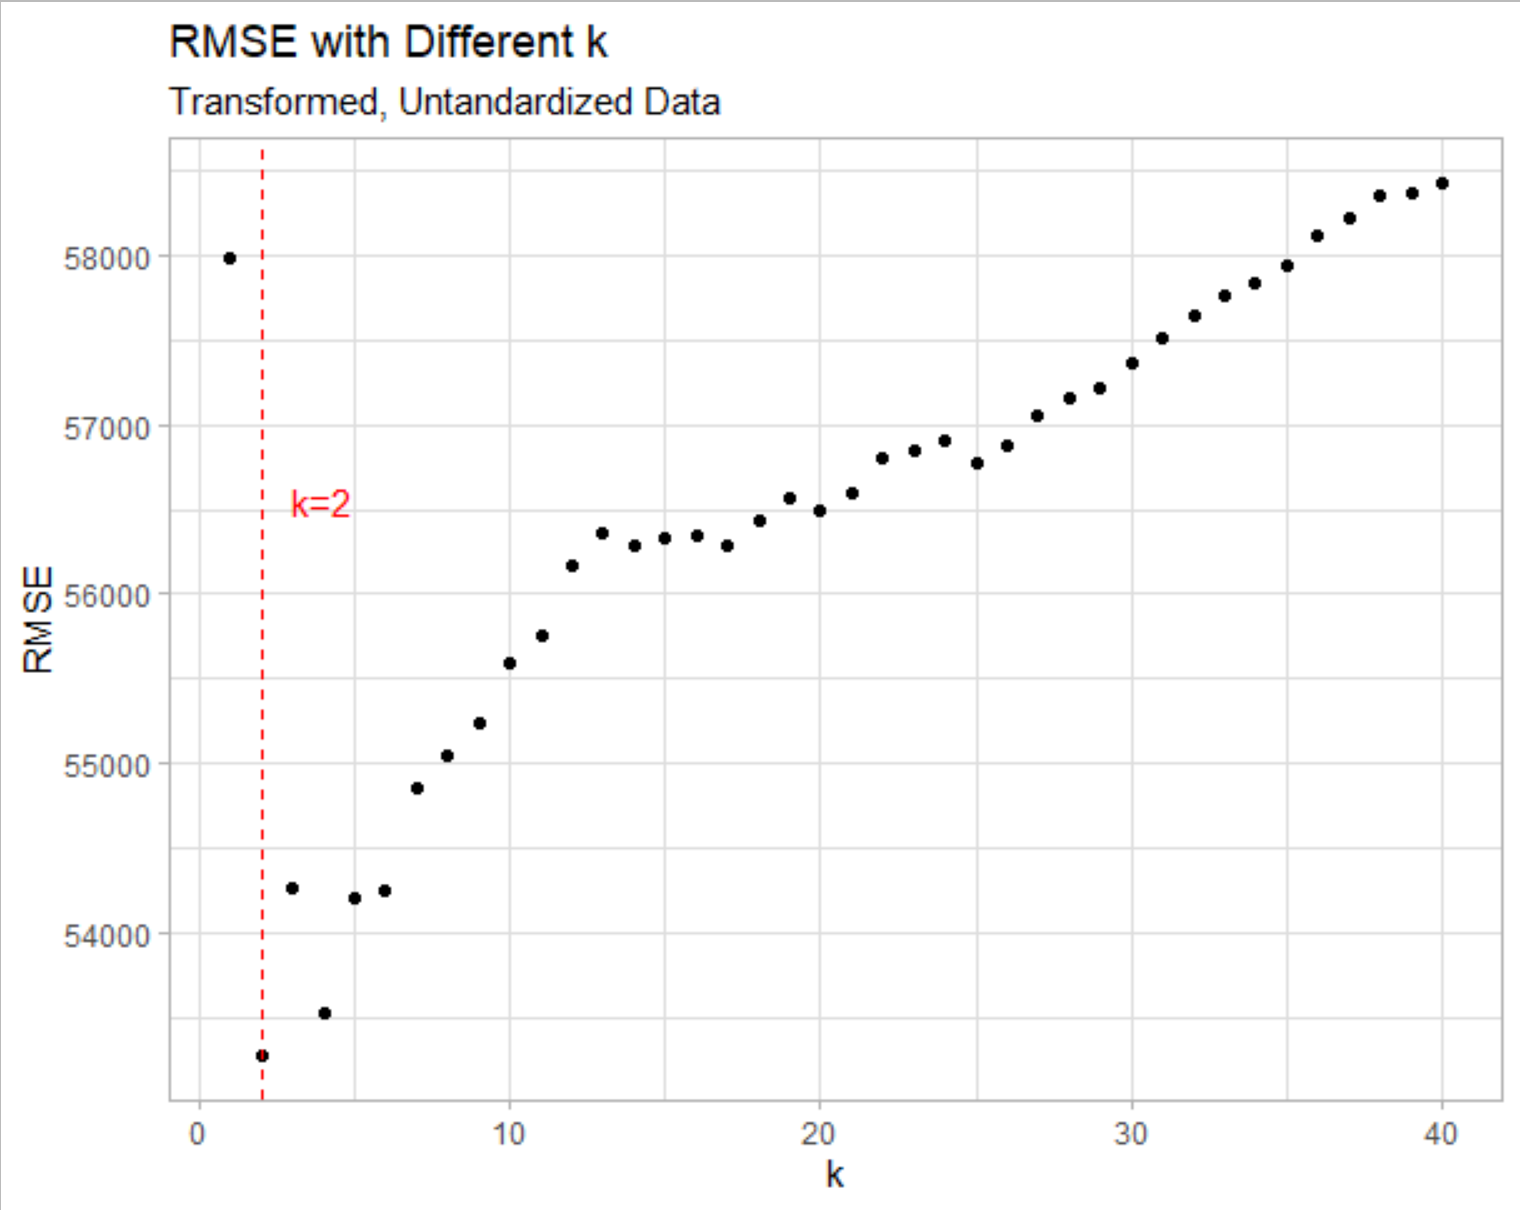 RMSE with Different k
Transformed, Untandardized Data
58000
57000
k=2
56000
RMSE
55000
54000
0 10 20 30 40
k